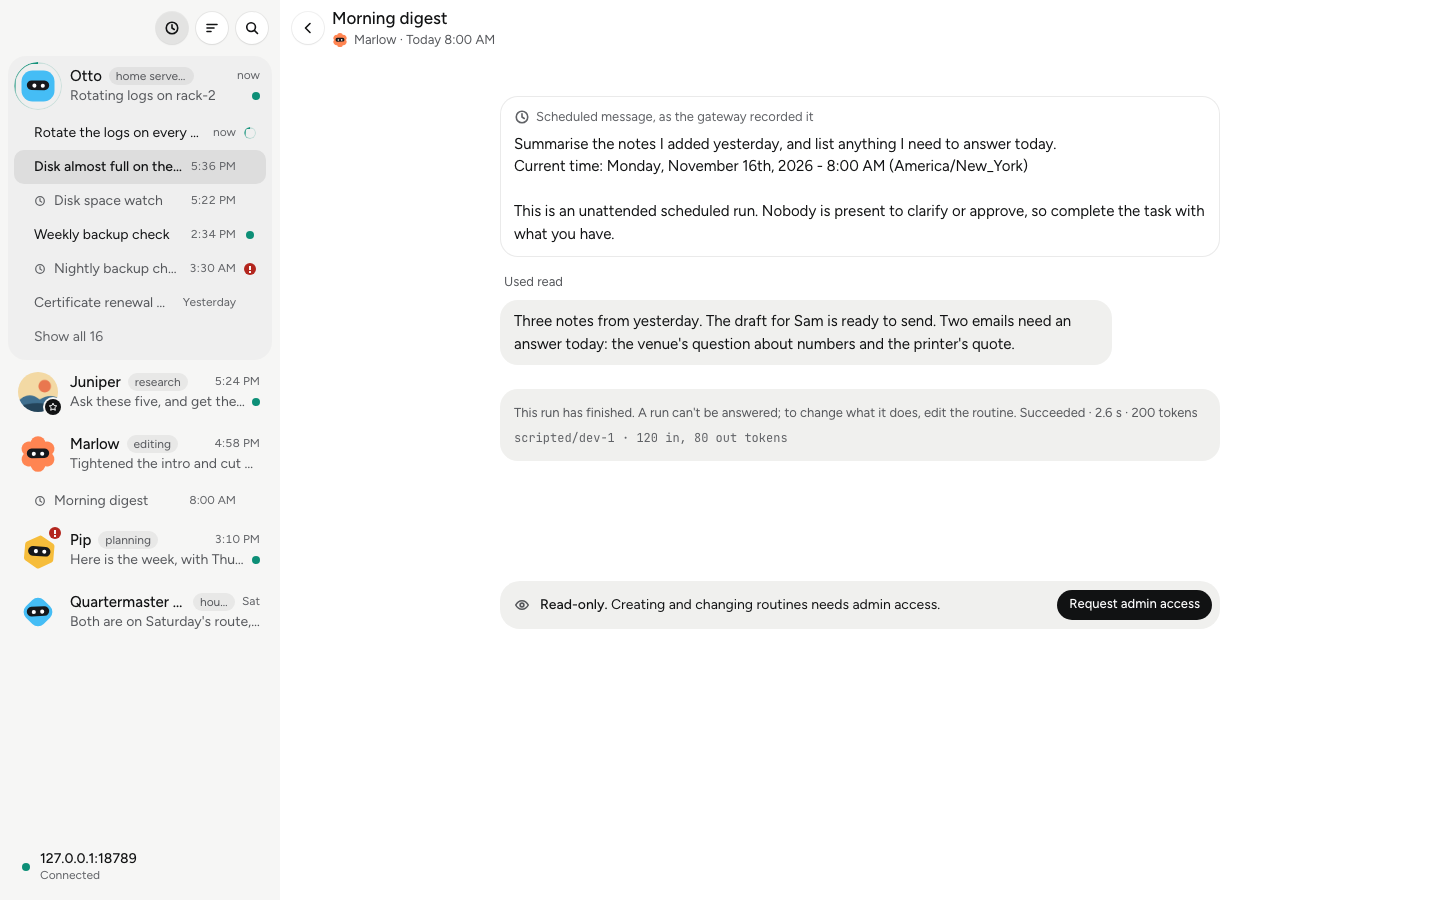 Otto home serve... now
Rotating logs on rack-2
Rotate the logs on every ... now
Disk almost full on the... 5:36 PM
Disk space watch 5:22 PM
Weekly backup check 2:34 PM
Nightly backup ch... 3:30 AM
Certificate renewal ... Yesterday
Show all 16
Juniper research 5:24 PM
Ask these five, and get the...
Marlow editing 4:58 PM
Tightened the intro and cut ...
Morning digest 8:00 AM
Pip planning 3:10 PM
Here is the week, with Thu...
Quartermaster ... hou... Sat
Both are on Saturday's route,...
127.0.0.1:18789
Connected
Morning digest
Marlow · Today 8:00 AM
Scheduled message, as the gateway recorded it
Summarise the notes I added yesterday, and list anything I need to answer today.
Current time: Monday, November 16th, 2026 - 8:00 AM (America/New_York)
This is an unattended scheduled run. Nobody is present to clarify or approve, so complete the task with
what you have.
Used read
Three notes from yesterday. The draft for Sam is ready to send. Two emails need an
answer today: the venue's question about numbers and the printer's quote.
This run has finished. A run can't be answered; to change what it does, edit the routine. Succeeded · 2.6 s · 200 tokens
scripted/dev-1 · 120 in, 80 out tokens
Read-only. Creating and changing routines needs admin access.
Request admin access